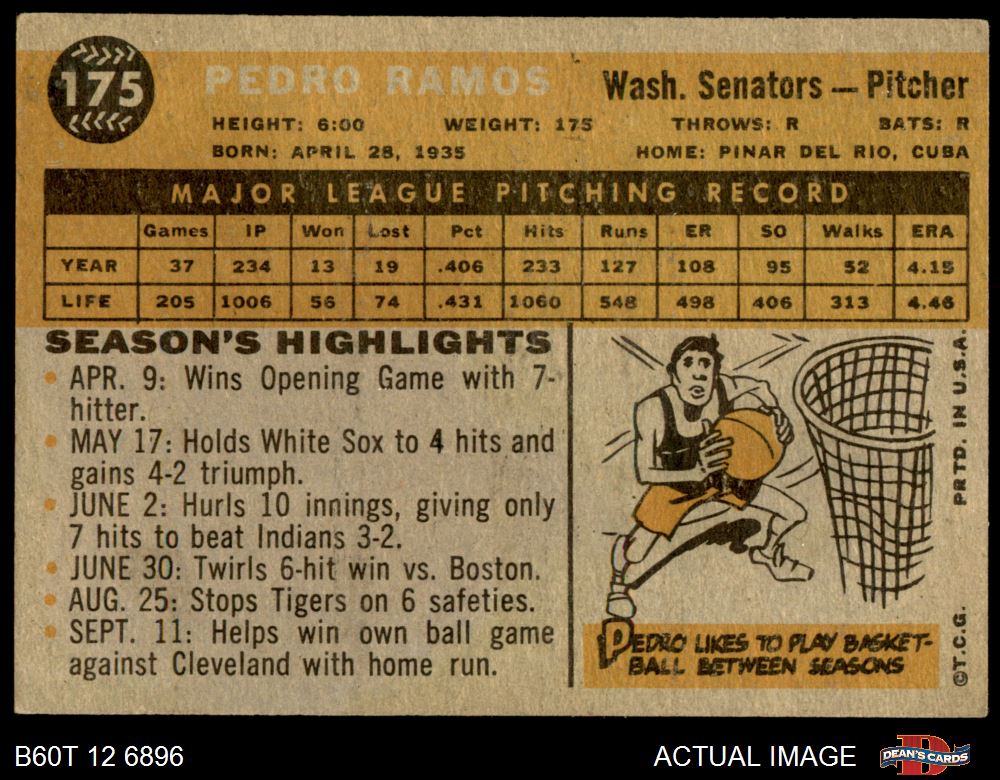 175
PEDRO RAMOS
Wash. Senators — Pitcher
HEIGHT: 6:00 WEIGHT: 175 THROWS: R BATS: R
BORN: APRIL 28, 1935 HOME: PINAR DEL RIO, CUBA
MAJOR LEAGUE PITCHING RECORD
Games IP Won Lost Pct Hits Runs ER SO Walks ERA
YEAR 37 234 13 19 .406 233 127 108 95 52 4.15
LIFE 205 1006 56 74 .431 1060 548 498 406 313 4.46
SEASON'S HIGHLIGHTS
• APR. 9: Wins Opening Game with 7-
hitter.
• MAY 17: Holds White Sox to 4 hits and
gains 4-2 triumph.
• JUNE 2: Hurls 10 innings, giving only
7 hits to beat Indians 3-2.
• JUNE 30: Twirls 6-hit win vs. Boston.
• AUG. 25: Stops Tigers on 6 safeties.
• SEPT. 11: Helps win own ball game
against Cleveland with home run.
PEDRO LIKES TO PLAY BASKET-
BALL BETWEEN SEASONS
©T.C.G. PRTD. IN U.S.A.
B60T 12 6896
ACTUAL IMAGE
DEAN'S CARDS